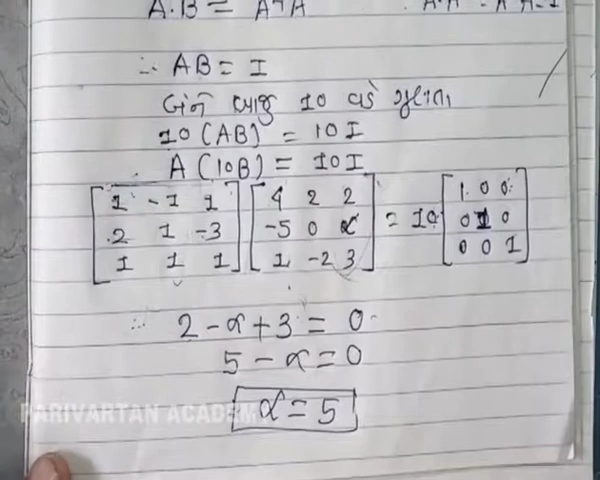 A.B = A⁻¹A
∴ AB = I
બંને બાજુ 10 વડે ગુણતા
10 (AB) = 10 I
∴ A (10B) = 10 I
[1 -1 1; 2 1 -3; 1 1 1] [4 2 2; -5 0 α; 1 -2 3] = 10 [1 0 0; 0 1 0; 0 0 1]
∴ 2 - α + 3 = 0
5 - α = 0
α = 5
PARIVARTAN ACADEMY